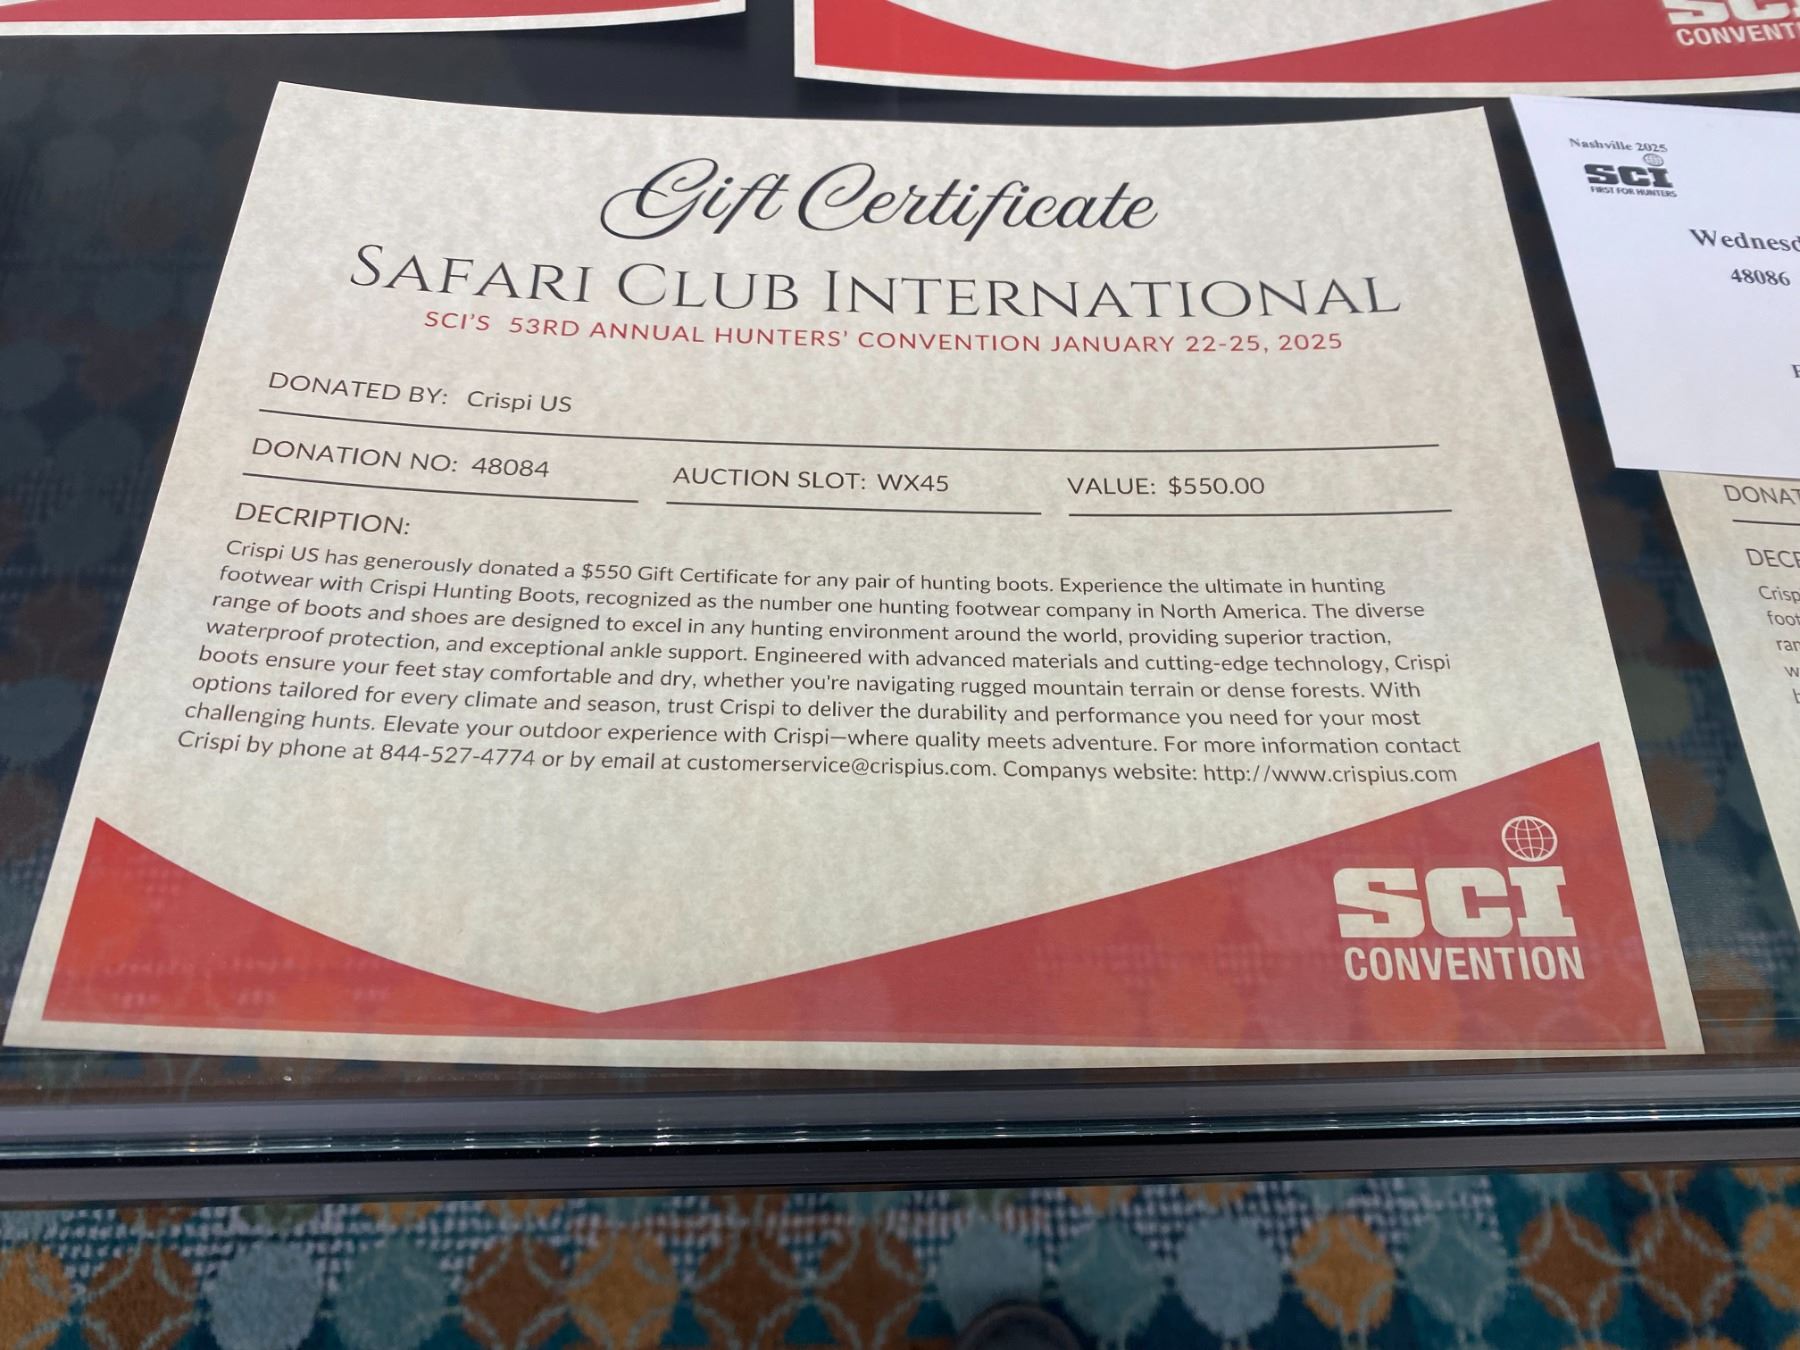 SCI
CONVENT
Gift Certificate
SAFARI CLUB INTERNATIONAL
SCI'S 53RD ANNUAL HUNTERS' CONVENTION JANUARY 22-25, 2025
DONATED BY: Crispi US
DONATION NO: 48084 AUCTION SLOT: WX45 VALUE: $550.00
DECRIPTION:
Crispi US has generously donated a $550 Gift Certificate for any pair of hunting boots. Experience the ultimate in hunting
footwear with Crispi Hunting Boots, recognized as the number one hunting footwear company in North America. The diverse
range of boots and shoes are designed to excel in any hunting environment around the world, providing superior traction,
waterproof protection, and exceptional ankle support. Engineered with advanced materials and cutting-edge technology, Crispi
boots ensure your feet stay comfortable and dry, whether you're navigating rugged mountain terrain or dense forests. With
options tailored for every climate and season, trust Crispi to deliver the durability and performance you need for your most
challenging hunts. Elevate your outdoor experience with Crispi—where quality meets adventure. For more information contact
Crispi by phone at 844-527-4774 or by email at customerservice@crispius.com. Companys website: http://www.crispius.com
SCI
CONVENTION
Nashville 2025
SCI
FIRST FOR HUNTERS
Wednesd
48086
DONAT
DECR
Crisp
foot
ran
w
b